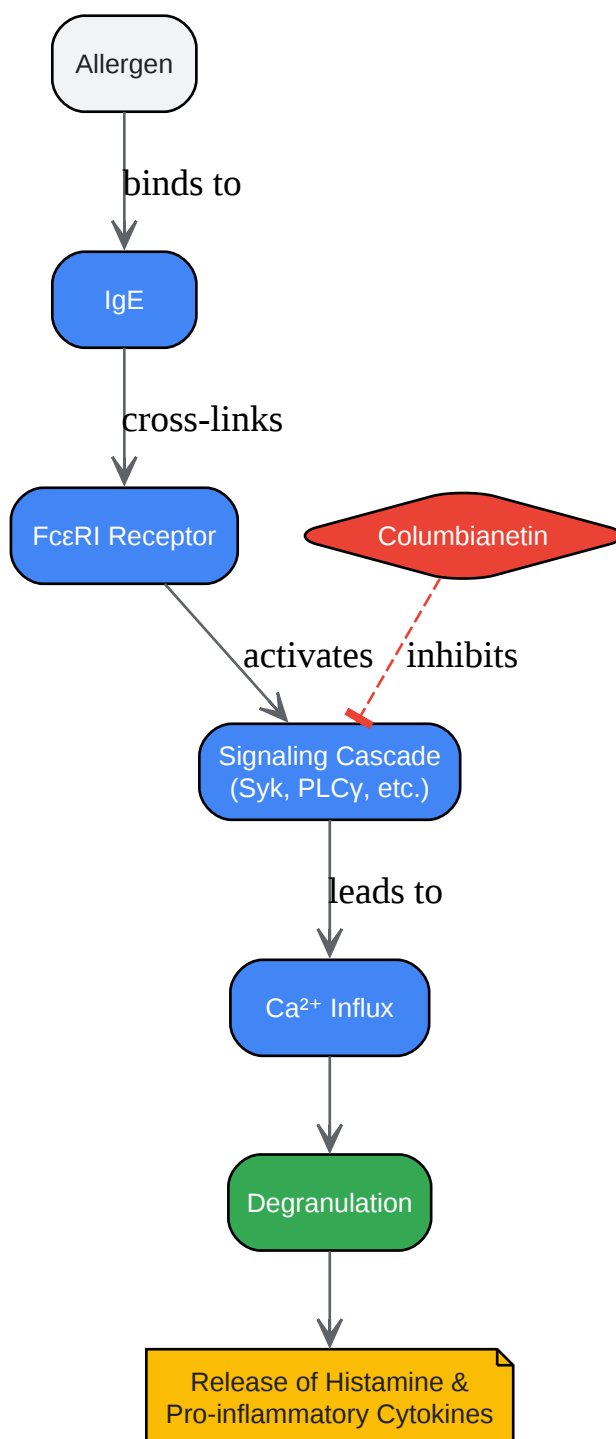 Allergen
binds to
IgE
cross-links
FcεRI Receptor
Columbianetin
activates
inhibits
Signaling Cascade
(Syk, PLCγ, etc.)
leads to
Ca²⁺ Influx
Degranulation
Release of Histamine &
Pro-inflammatory Cytokines